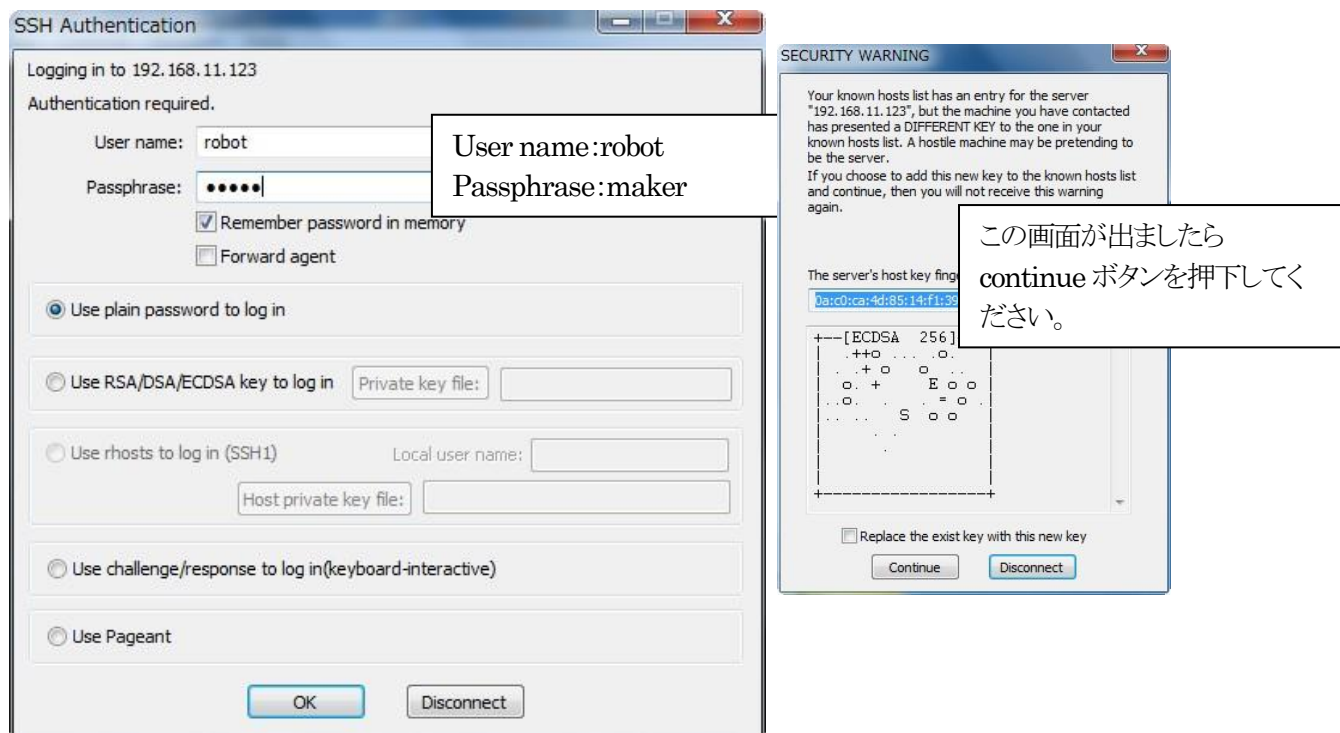 SSH Authentication
Logging in to 192.168.11.123
Authentication required.
User name: robot
Passphrase: ●●●●●
Remember password in memory
Forward agent
Use plain password to log in
Use RSA/DSA/ECDSA key to log in Private key file:
Use rhosts to log in (SSH1) Local user name:
Host private key file:
Use challenge/response to log in(keyboard-interactive)
Use Pageant
OK Disconnect
User name:robot
Passphrase:maker
SECURITY WARNING
Your known hosts list has an entry for the server
"192.168.11.123", but the machine you have contacted
has presented a DIFFERENT KEY to the one in your
known hosts list. A hostile machine may be pretending to
be the server.
If you choose to add this new key to the known hosts list
and continue, then you will not receive this warning
again.
The server's host key
0a:c0:ca:4d:85:14:f1:39
+--[ECDSA 256]
| .++o ... .o. |
| . .+ o o . .. |
| o. + E o o |
|..o. . . = o .|
|.. .. S o o |
| . . |
| . |
| |
| |
+-----------------+
Replace the exist key with this new key
Continue Disconnect
この画面が出ましたら
continue ボタンを押下してく
ださい。